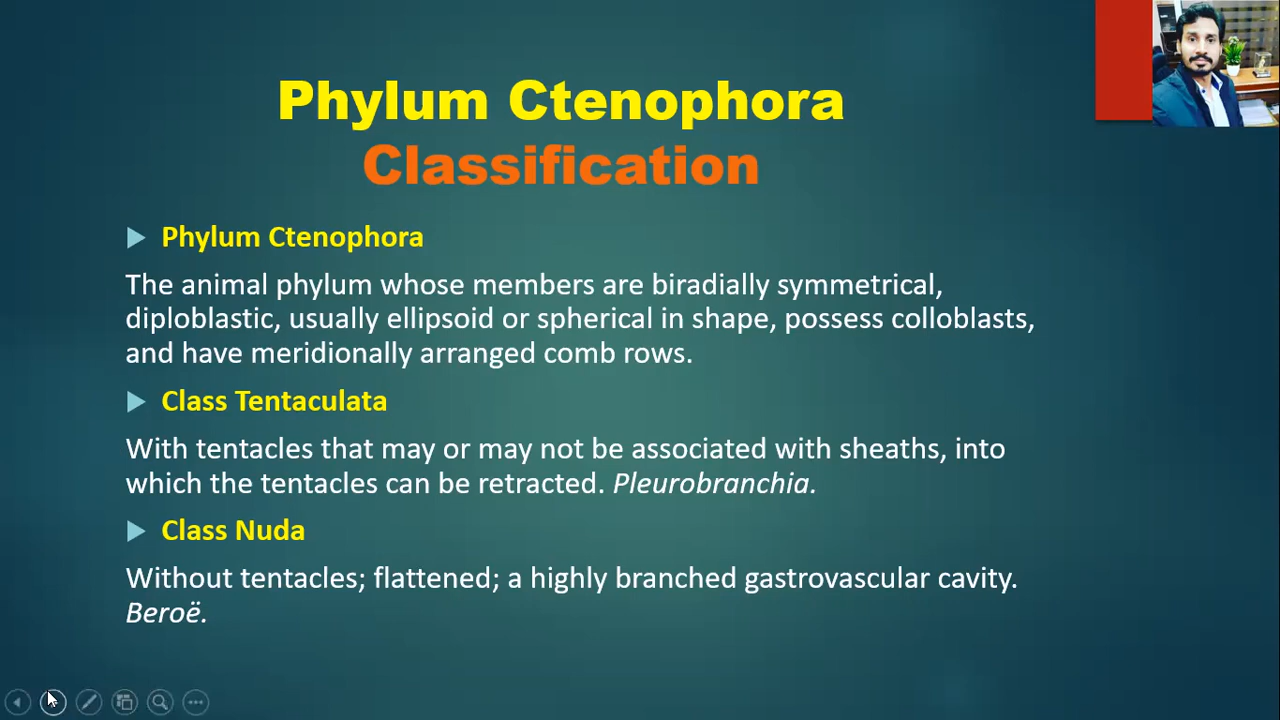 Phylum Ctenophora
Classification
Phylum Ctenophora
The animal phylum whose members are biradially symmetrical,
diploblastic, usually ellipsoid or spherical in shape, possess colloblasts,
and have meridionally arranged comb rows.
Class Tentaculata
With tentacles that may or may not be associated with sheaths, into
which the tentacles can be retracted. Pleurobranchia.
Class Nuda
Without tentacles; flattened; a highly branched gastrovascular cavity.
Beroë.